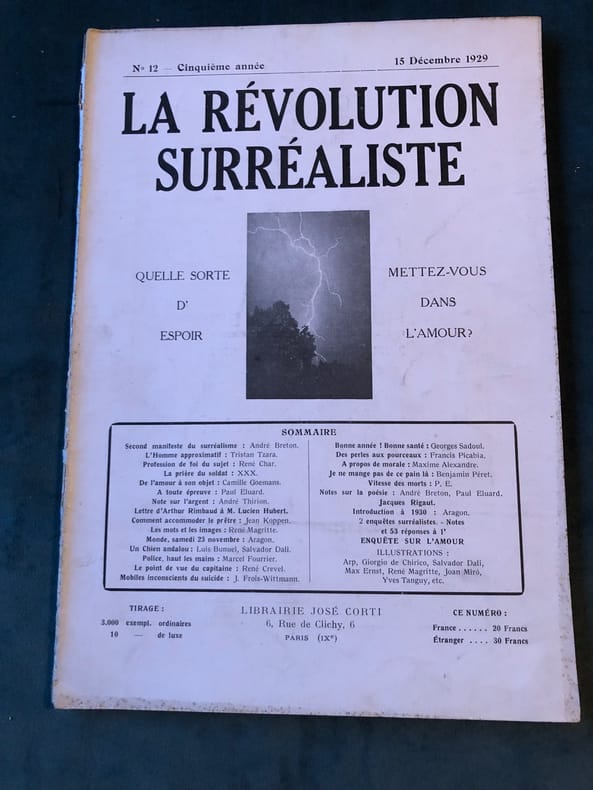 No 12 — Cinquième année
15 Décembre 1929
LA RÉVOLUTION
SURRÉALISTE
QUELLE SORTE
D'
ESPOIR
METTEZ-VOUS
DANS
L'AMOUR?
SOMMAIRE
Second manifeste du surréalisme : André Breton.
L'Homme approximatif : Tristan Tzara.
Profession de foi du sujet : René Char.
La prière du soldat : XXX.
De l'amour à son objet : Camille Goemans.
A toute épreuve : Paul Eluard.
Note sur l'argent : André Thirion.
Lettre d'Arthur Rimbaud à M. Lucien Hubert.
Comment accommoder le prêtre : Jean Koppen.
Les mots et les images : René Magritte.
Monde, samedi 23 novembre : Aragon.
Un Chien andalou : Luis Bunuel, Salvador Dali.
Police, haut les mains : Marcel Fourrier.
Le point de vue du capitaine : René Crevel.
Mobiles inconscients du suicide : J. Frois-Wittmann.
Bonne année ! Bonne santé : Georges Sadoul.
Des perles aux pourceaux : Francis Picabia.
A propos de morale : Maxime Alexandre.
Je ne mange pas de ce pain là : Benjamin Péret.
Vitesse des morts : P. E.
Notes sur la poésie : André Breton, Paul Eluard.
Jacques Rigaut.
Introduction à 1930 : Aragon.
2 enquêtes surréalistes. - Notes
et 53 réponses à l'
ENQUÊTE SUR L'AMOUR
ILLUSTRATIONS :
Arp, Giorgio de Chirico, Salvador Dali,
Max Ernst, René Magritte, Joan Miró,
Yves Tanguy, etc.
TIRAGE :
3.000 exempl. ordinaires
10 — de luxe
LIBRAIRIE JOSÉ CORTI
6, Rue de Clichy, 6
PARIS (IXe)
CE NUMÉRO :
France . . . . . . 20 Francs
Étranger . . . . 30 Francs